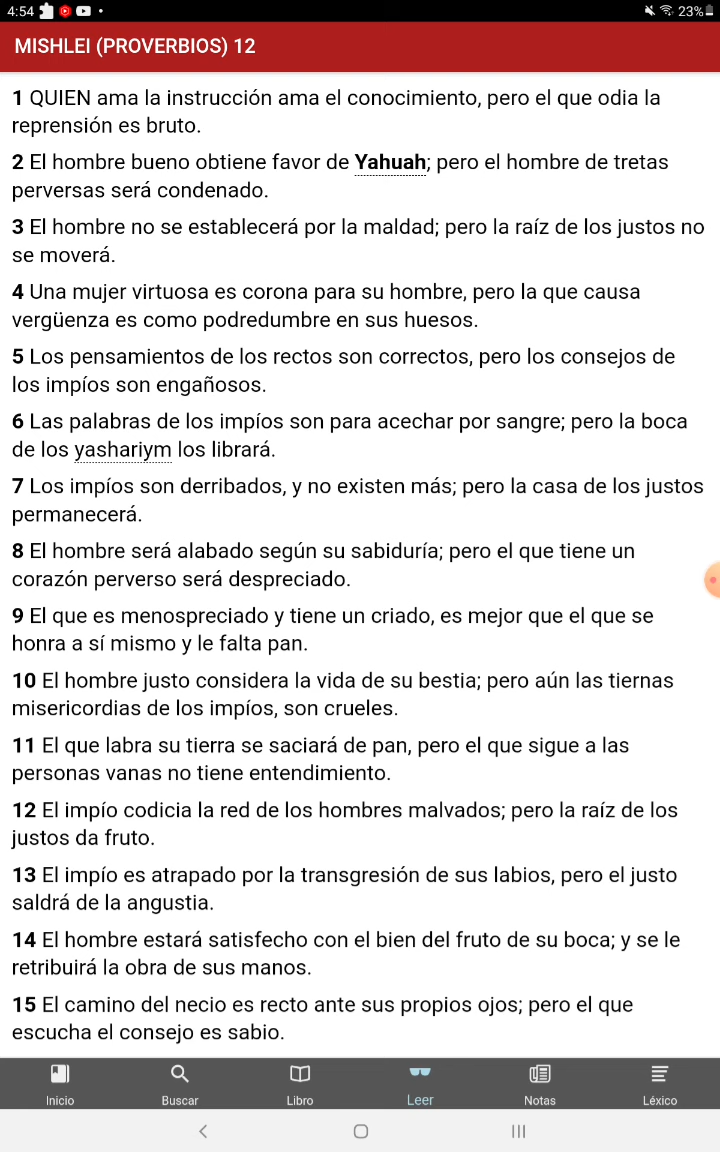 4:54
23%
MISHLEI (PROVERBIOS) 12
1 QUIEN ama la instrucción ama el conocimiento, pero el que odia la
reprensión es bruto.
2 El hombre bueno obtiene favor de Yahuah; pero el hombre de tretas
perversas será condenado.
3 El hombre no se establecerá por la maldad; pero la raíz de los justos no
se moverá.
4 Una mujer virtuosa es corona para su hombre, pero la que causa
vergüenza es como podredumbre en sus huesos.
5 Los pensamientos de los rectos son correctos, pero los consejos de
los impíos son engañosos.
6 Las palabras de los impíos son para acechar por sangre; pero la boca
de los yashariym los librará.
7 Los impíos son derribados, y no existen más; pero la casa de los justos
permanecerá.
8 El hombre será alabado según su sabiduría; pero el que tiene un
corazón perverso será despreciado.
9 El que es menospreciado y tiene un criado, es mejor que el que se
honra a sí mismo y le falta pan.
10 El hombre justo considera la vida de su bestia; pero aún las tiernas
misericordias de los impíos, son crueles.
11 El que labra su tierra se saciará de pan, pero el que sigue a las
personas vanas no tiene entendimiento.
12 El impío codicia la red de los hombres malvados; pero la raíz de los
justos da fruto.
13 El impío es atrapado por la transgresión de sus labios, pero el justo
saldrá de la angustia.
14 El hombre estará satisfecho con el bien del fruto de su boca; y se le
retribuirá la obra de sus manos.
15 El camino del necio es recto ante sus propios ojos; pero el que
escucha el consejo es sabio.
Inicio Buscar Libro Leer Notas Léxico